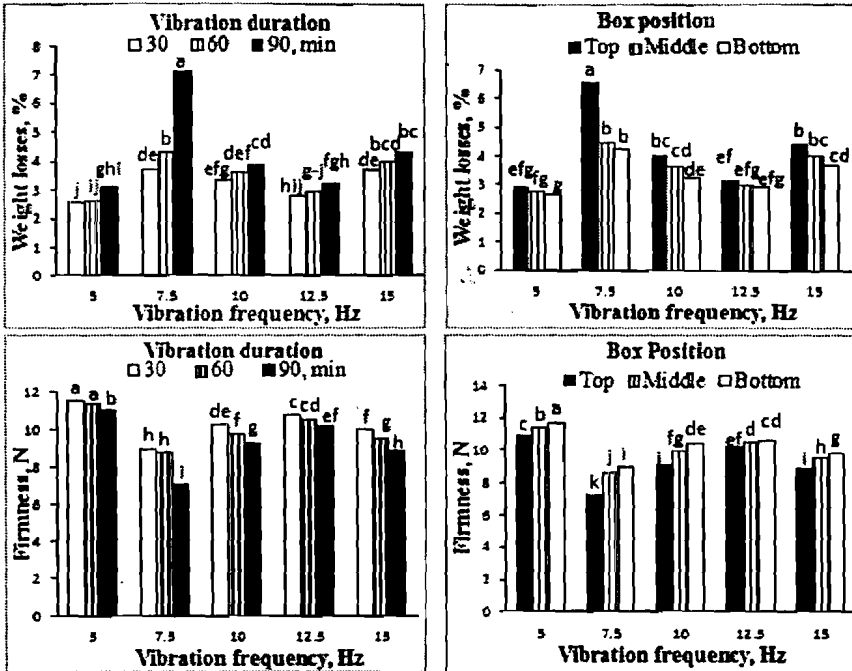 Vibration duration
30 60 90, min
Weight losses, %
8
7
6
5
4
3
2
1
0
j ij ghi
de b a
efg def cd
hij g-j fgh
de bcd bc
5 7.5 10 12.5 15
Vibration frequency, Hz
Box position
Top Middle Bottom
Weight losses, %
7
6
5
4
3
2
1
0
efg fg g
a b b
bc cd de
ef efg efg
b bc cd
5 7.5 10 12.5 15
Vibration frequency, Hz
Vibration duration
30 60 90, min
Firmness, N
12
10
8
6
4
2
0
a a b
h h i
de f g
c cd ef
f g h
5 7.5 10 12.5 15
Vibration frequency, Hz
Box Position
Top Middle Bottom
Firmness, N
14
12
10
8
6
4
2
0
c b a
k j i
i fg de
ef d cd
i h g
5 7.5 10 12.5 15
Vibration frequency, Hz